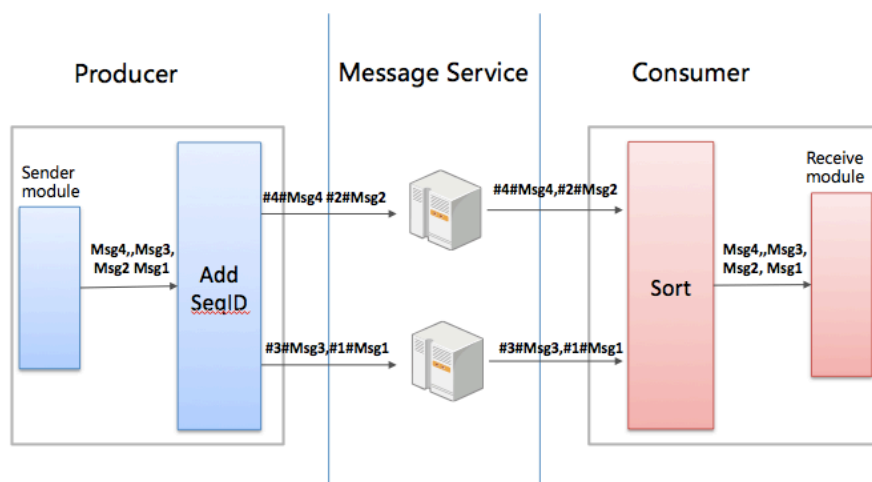 Producer
Message Service
Consumer
Sender
module
Msg4,,Msg3,
Msg2 Msg1
Add
SeqID
#4#Msg4 #2#Msg2
#3#Msg3,#1#Msg1
#4#Msg4,#2#Msg2
#3#Msg3,#1#Msg1
Sort
Msg4,,Msg3,
Msg2, Msg1
Receive
module